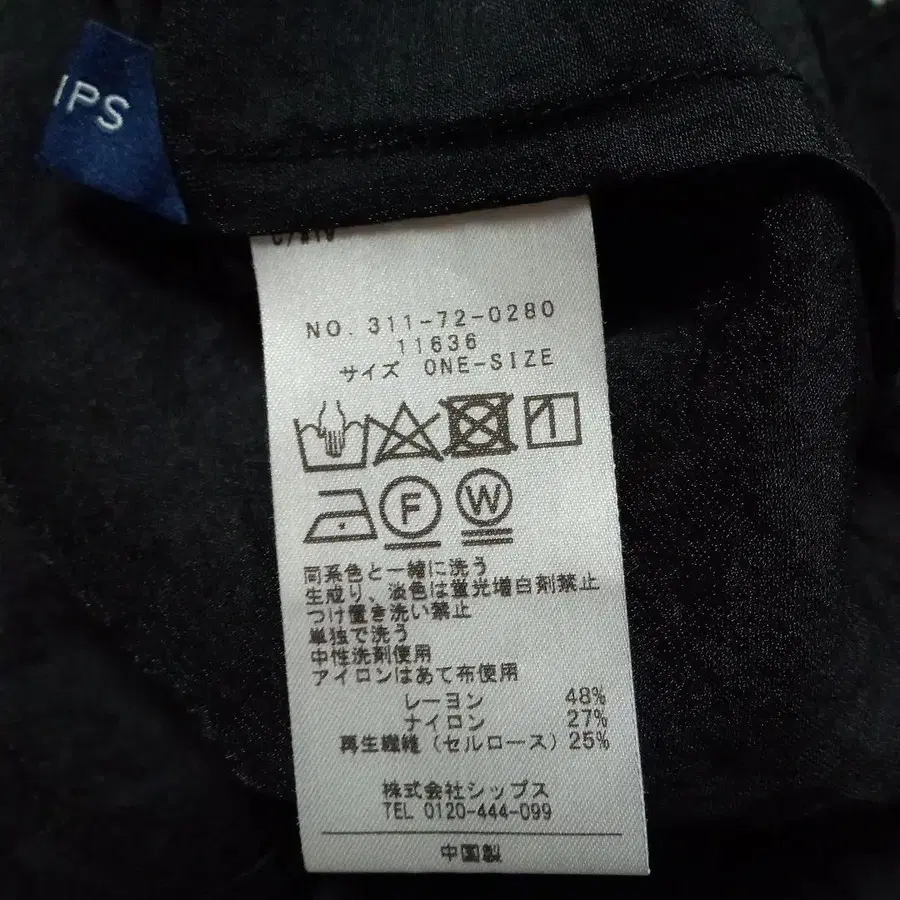 IPS
NO. 311-72-0280
11636
サイズ ONE-SIZE
F W
同系色と一緒に洗う
生成り、淡色は蛍光増白剤禁止
つけ置き洗い禁止
単独で洗う
中性洗剤使用
アイロンはあて布使用
レーヨン 48%
ナイロン 27%
再生繊維(セルロース) 25%
株式会社シップス
TEL 0120-444-099
中国製